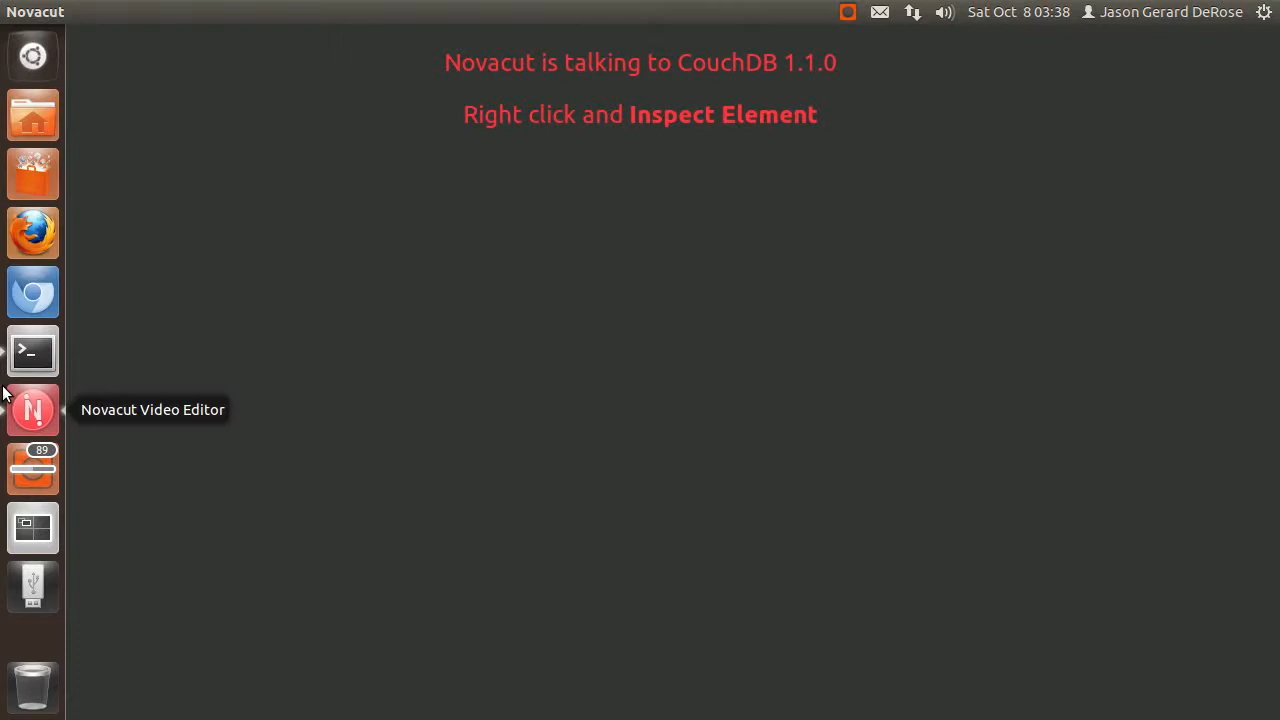 Novacut
Sat Oct 8 03:38
Jason Gerard DeRose
Novacut is talking to CouchDB 1.1.0
Right click and Inspect Element
>_
N
Novacut Video Editor
89